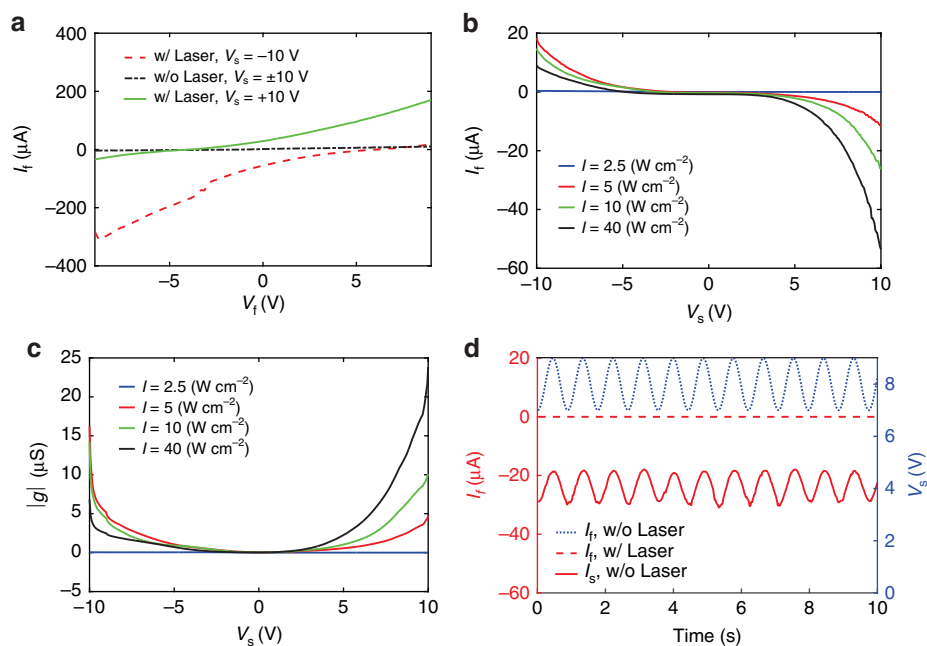 a
400
200
0
−200
−400
I_f (µA)
w/ Laser, V_s = −10 V
w/o Laser, V_s = ±10 V
w/ Laser, V_s = +10 V
−5 0 5
V_f (V)
b
20
0
−20
−40
−60
I_f (µA)
I = 2.5 (W cm⁻²)
I = 5 (W cm⁻²)
I = 10 (W cm⁻²)
I = 40 (W cm⁻²)
−10 −5 0 5 10
V_s (V)
c
25
20
15
10
5
0
−5
|g| (µS)
I = 2.5 (W cm⁻²)
I = 5 (W cm⁻²)
I = 10 (W cm⁻²)
I = 40 (W cm⁻²)
−10 −5 0 5 10
V_s (V)
d
20
0
−20
−40
−60
I_f (µA)
8
6
4
2
0
V_s (V)
I_f, w/o Laser
I_f, w/ Laser
I_s, w/o Laser
0 2 4 6 8 10
Time (s)